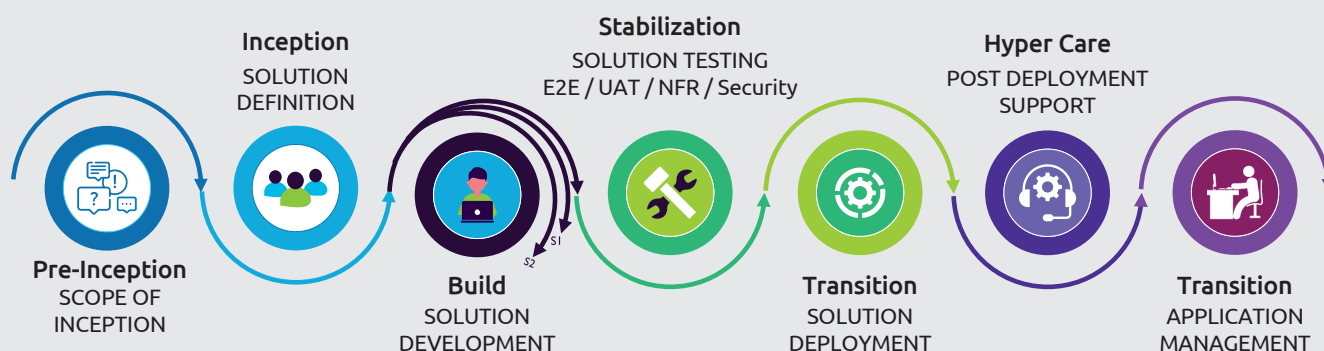 Pre-Inception
SCOPE OF
INCEPTION
Inception
SOLUTION
DEFINITION
S1
S2
Build
SOLUTION
DEVELOPMENT
Stabilization
SOLUTION TESTING
E2E / UAT / NFR / Security
Transition
SOLUTION
DEPLOYMENT
Hyper Care
POST DEPLOYMENT
SUPPORT
Transition
APPLICATION
MANAGEMENT